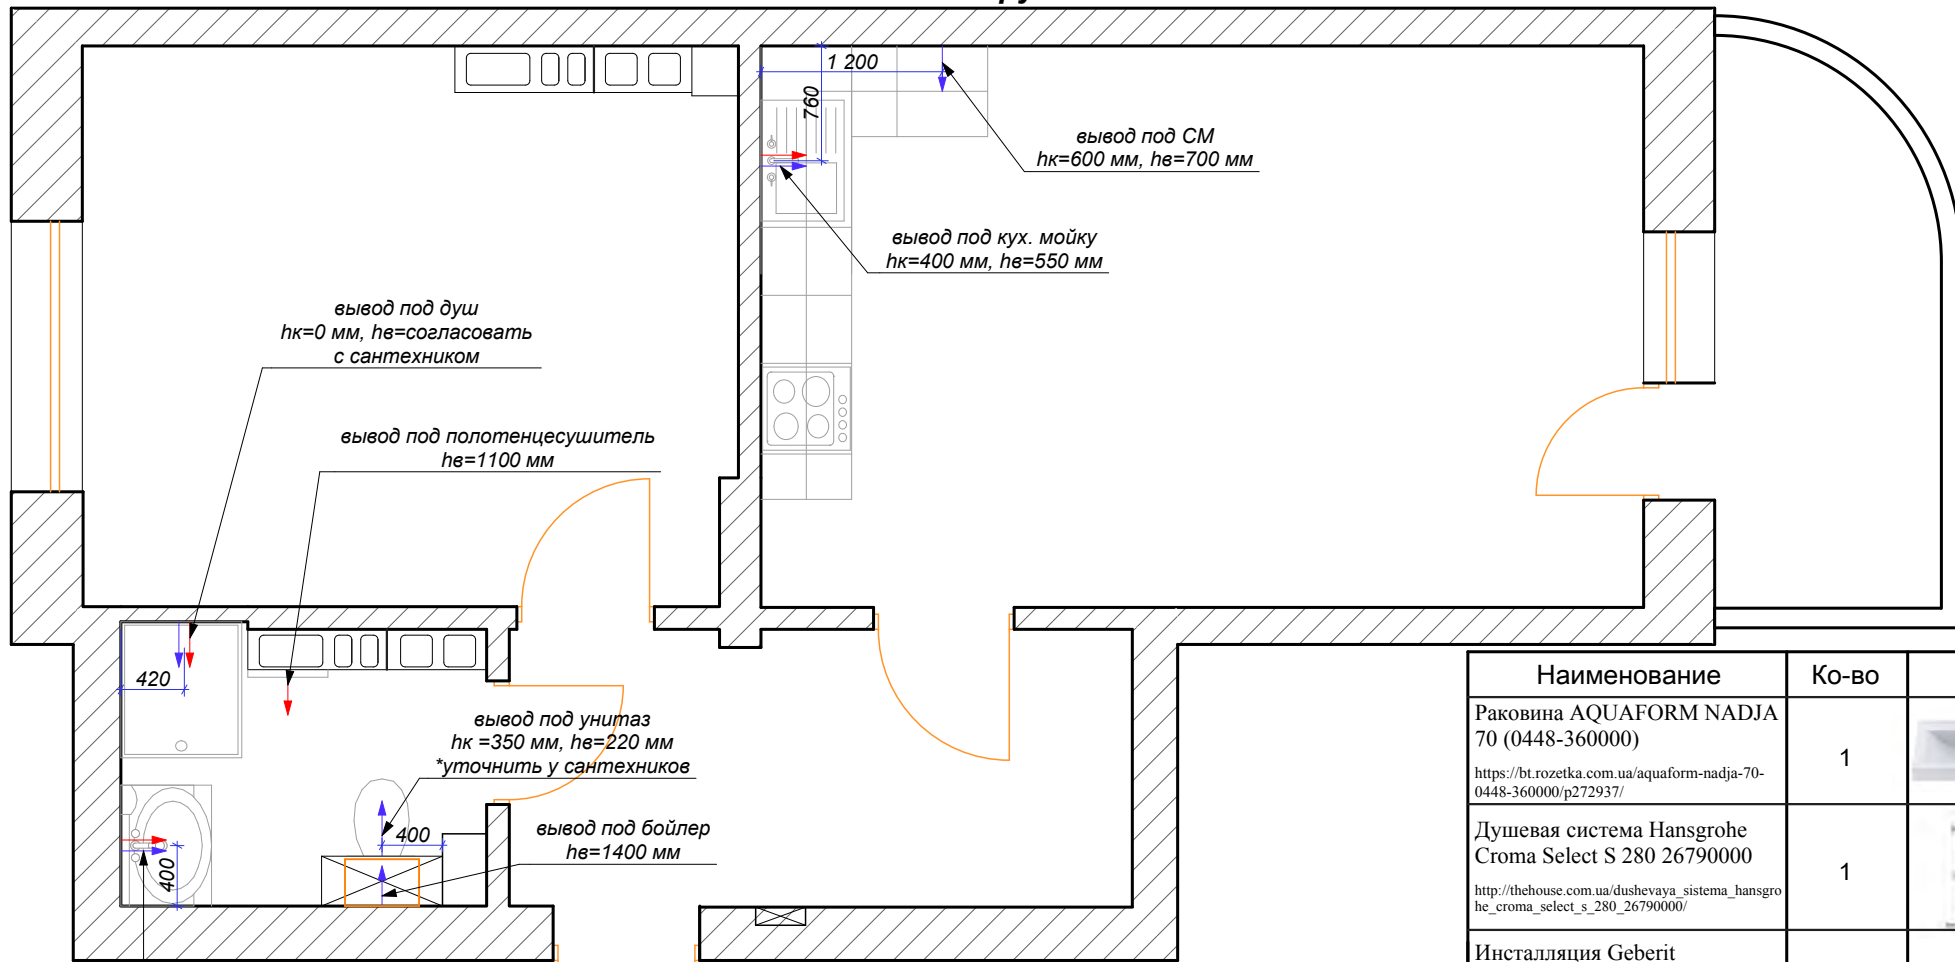 ру
1 200
760
вывод под СМ
hк=600 мм, hв=700 мм
вывод под кух. мойку
hк=400 мм, hв=550 мм
вывод под душ
hк=0 мм, hв=согласовать
с сантехником
вывод под полотенцесушитель
hв=1100 мм
420
вывод под унитаз
hк =350 мм, hв=220 мм
*уточнить у сантехников
400
вывод под бойлер
hв=1400 мм
400
Наименование
Ко-во
Раковина AQUAFORM NADJA
70 (0448-360000)
https://bt.rozetka.com.ua/aquaform-nadja-70-
0448-360000/p272937/
1
Душевая система Hansgrohe
Croma Select S 280 26790000
http://thehouse.com.ua/dushevaya_sistema_hansgro
he_croma_select_s_280_26790000/
1
Инсталляция Geberit